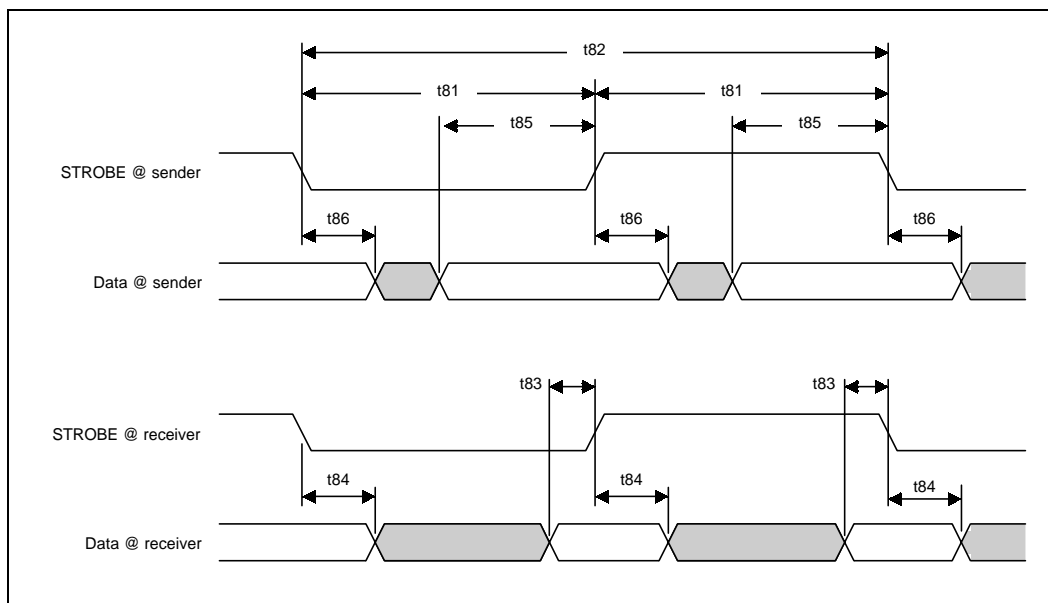 t82
t81 t81
t85 t85
STROBE @ sender
t86 t86 t86
Data @ sender
t83 t83
STROBE @ receiver
t84 t84 t84
Data @ receiver